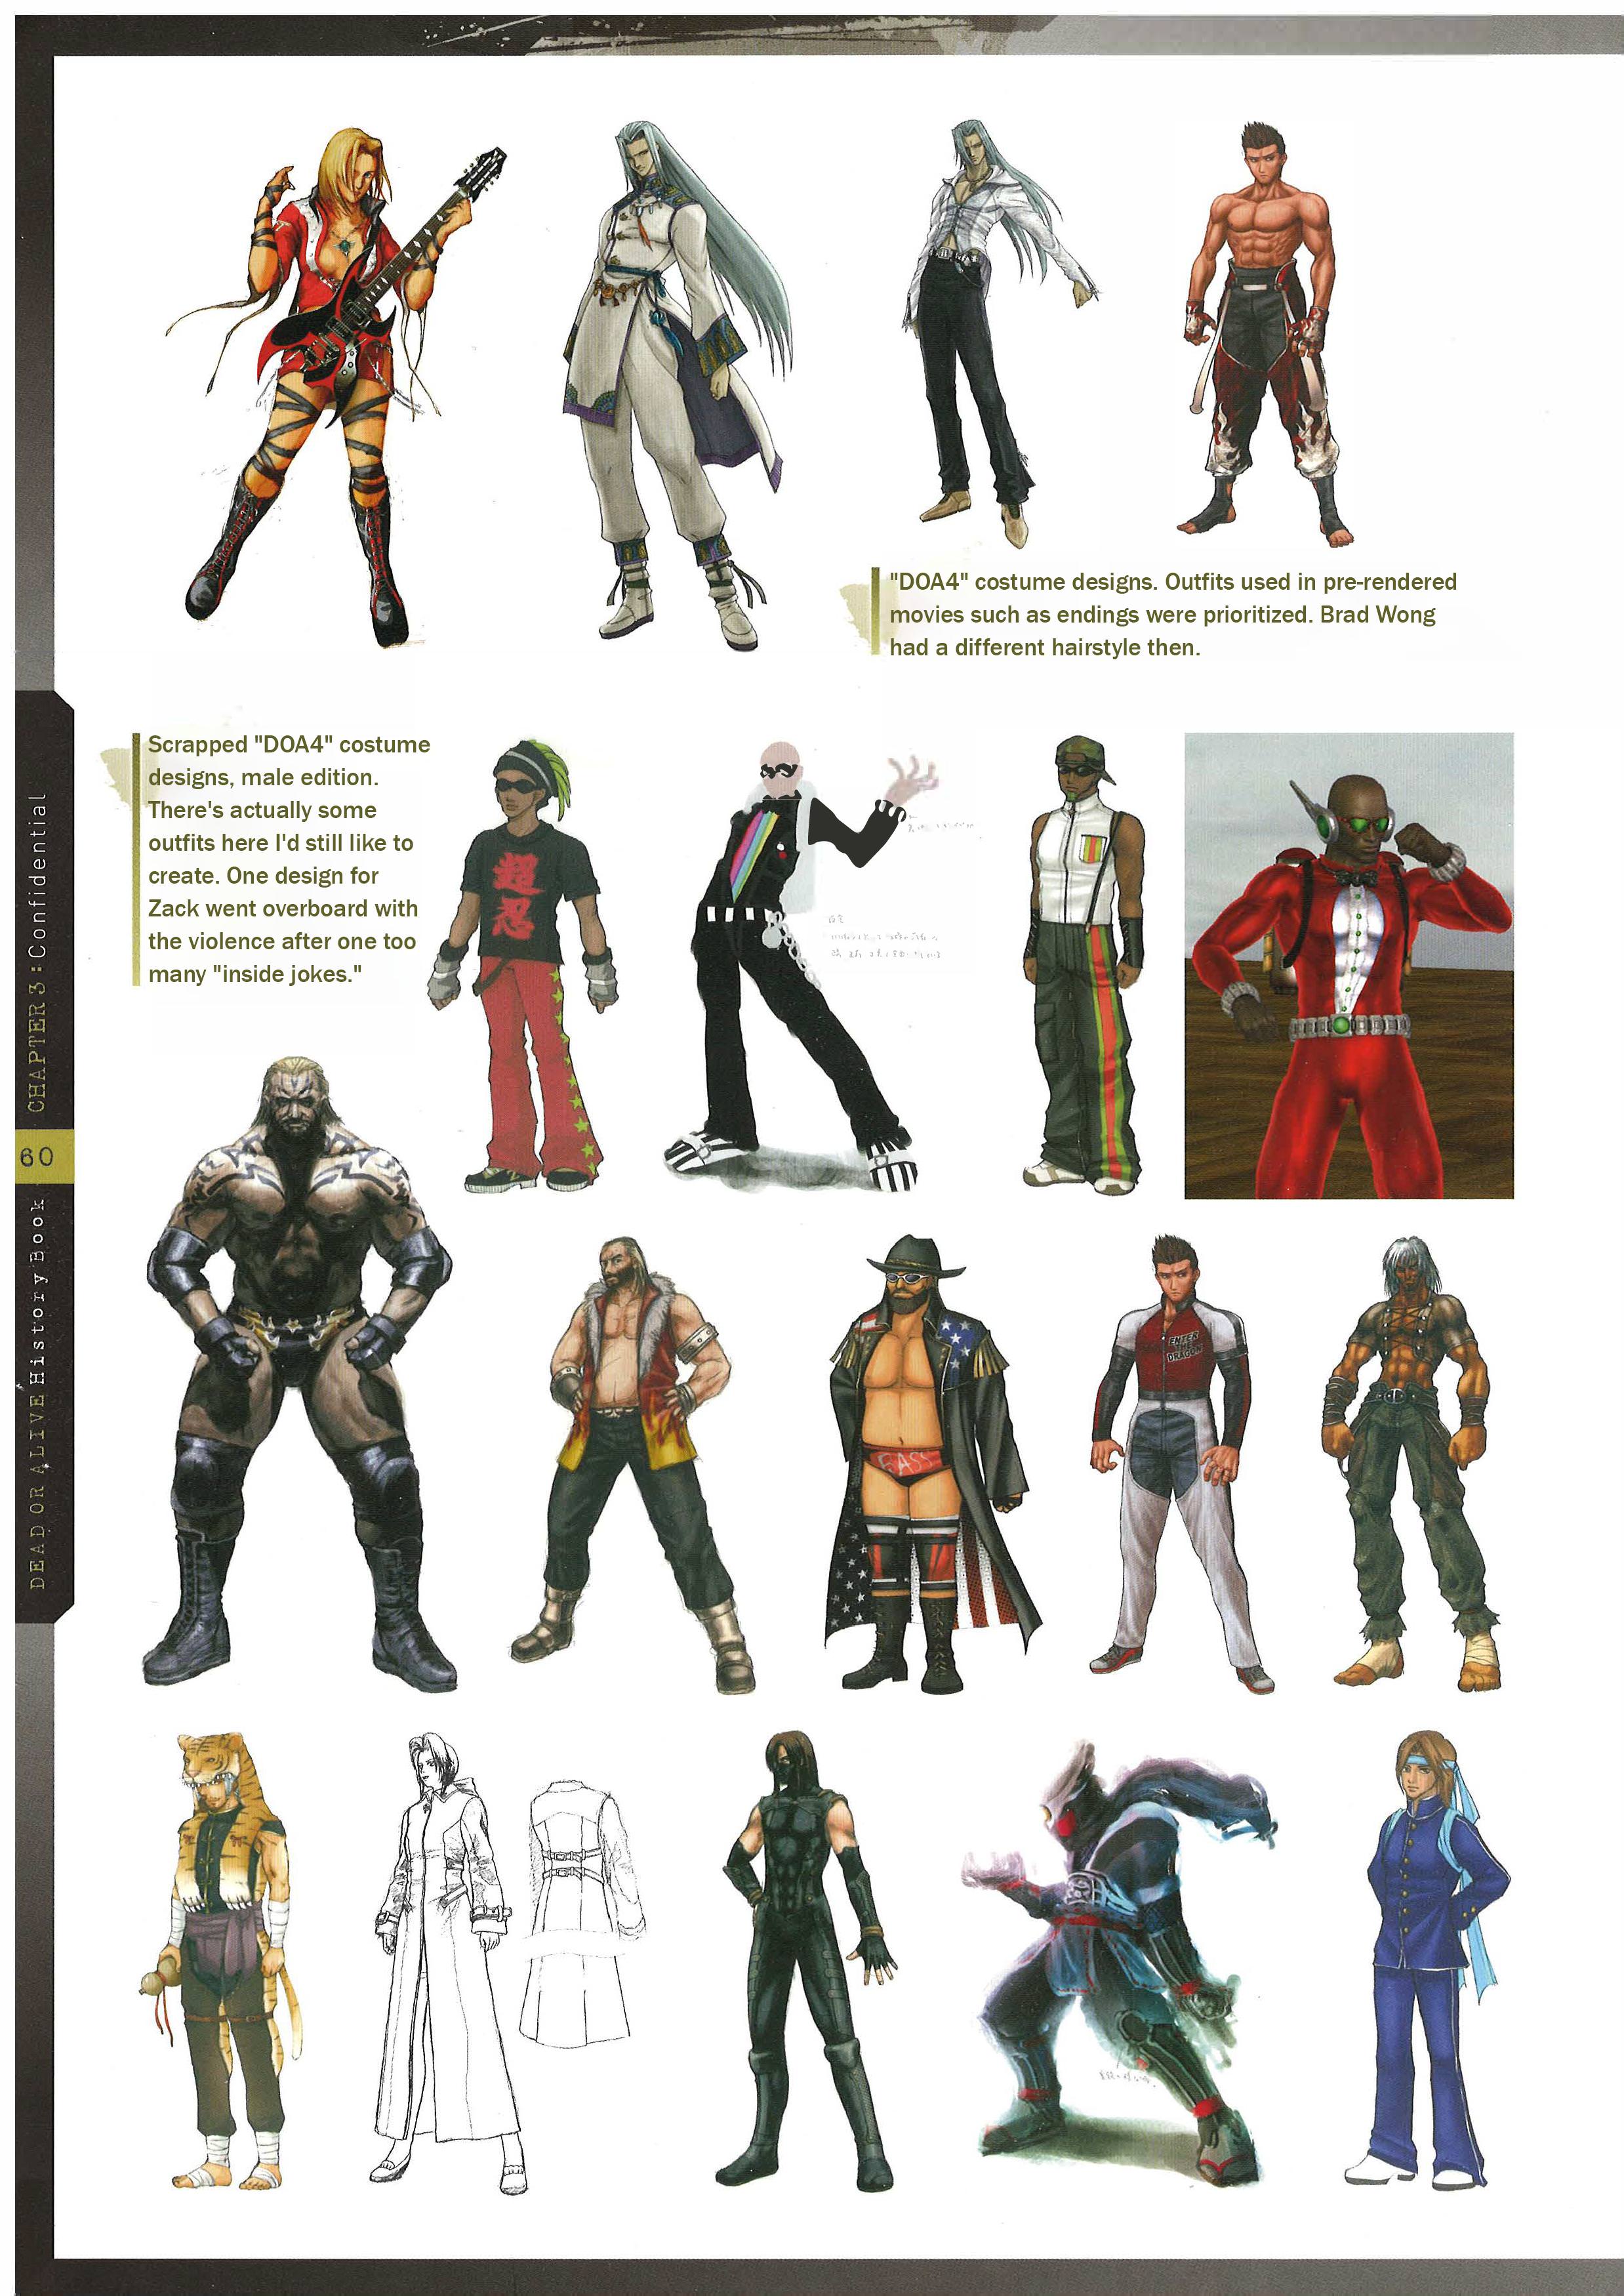 "DOA4" costume designs. Outfits used in pre-rendered
movies such as endings were prioritized. Brad Wong
had a different hairstyle then.
Scrapped "DOA4" costume
designs, male edition.
There's actually some
outfits here I'd still like to
create. One design for
Zack went overboard with
the violence after one too
many "inside jokes."
超
忍
ENTER
THE
DRAGON
BASS
CHAPTER 3 : Confidential
60
DEAD OR ALIVE History Book